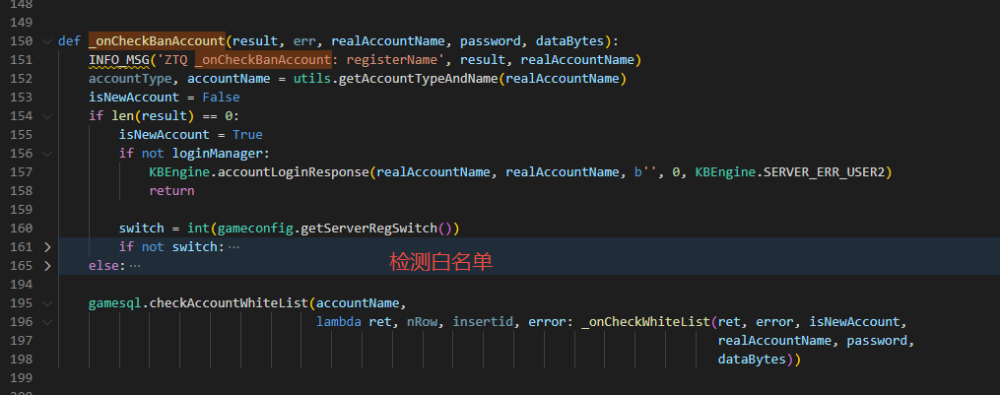 148
149
150 def _onCheckBanAccount(result, err, realAccountName, password, dataBytes):
151 INFO_MSG('ZTQ _onCheckBanAccount: registerName', result, realAccountName)
152 accountType, accountName = utils.getAccountTypeAndName(realAccountName)
153 isNewAccount = False
154 if len(result) == 0:
155 isNewAccount = True
156 if not loginManager:
157 KBEngine.accountLoginResponse(realAccountName, realAccountName, b'', 0, KBEngine.SERVER_ERR_USER2)
158 return
159
160 switch = int(gameconfig.getServerRegSwitch())
161 if not switch:…
165 else:…
检测白名单
194
195 gamesql.checkAccountWhiteList(accountName,
196 lambda ret, nRow, insertid, error: _onCheckWhiteList(ret, error, isNewAccount,
197 realAccountName, password,
198 dataBytes))
199